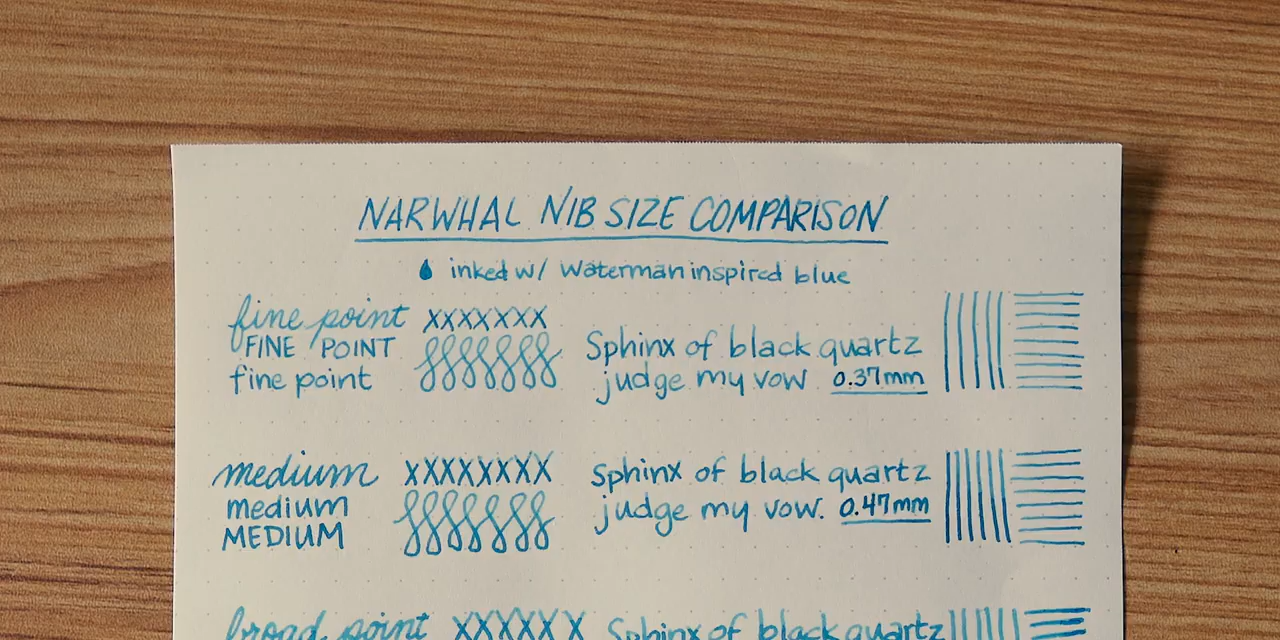 NARWHAL NIB SIZE COMPARISON
inked w/ Waterman inspired blue
fine point XXXXXXX
FINE POINT
fine point
Sphinx of black quartz
judge my vow 0.37mm
medium XXXXXXXX
medium
MEDIUM
Sphinx of black quartz
judge my vow. 0.47mm
broad point XXXXXX Sphinx of black quartz